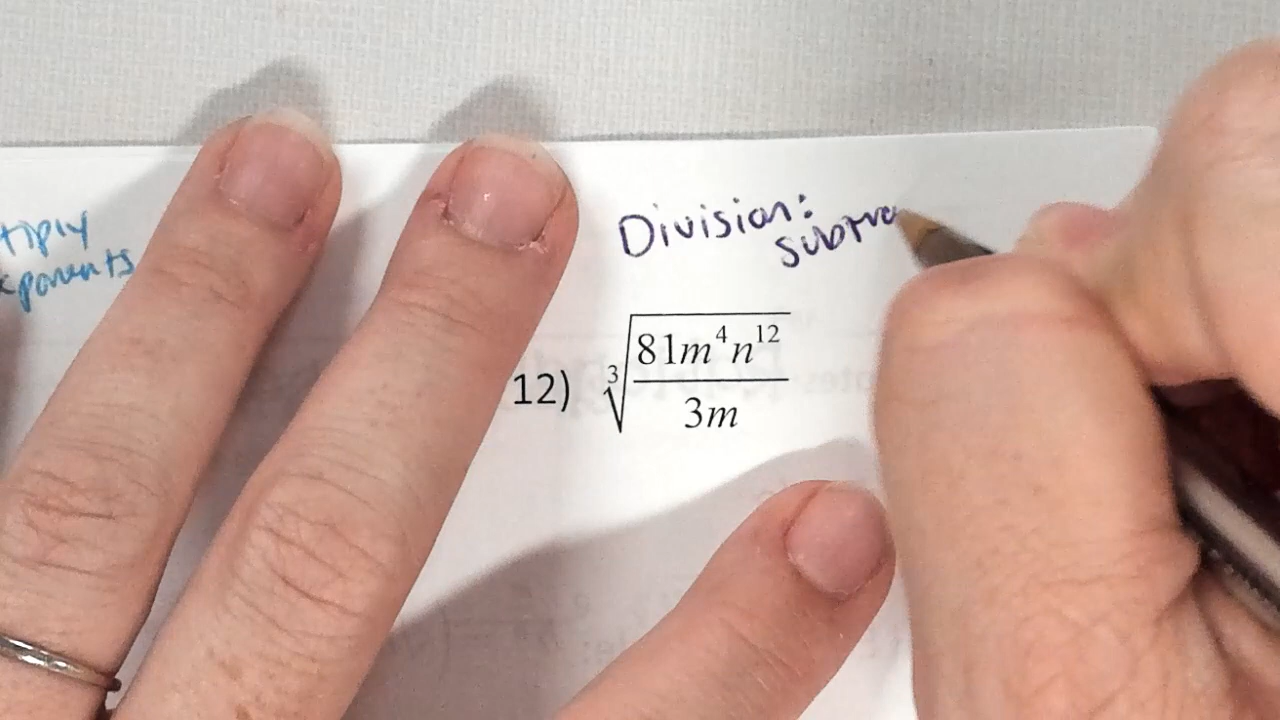 tiply
xponents
Division:
subtra
12) ∛(81m⁴n¹² / 3m)